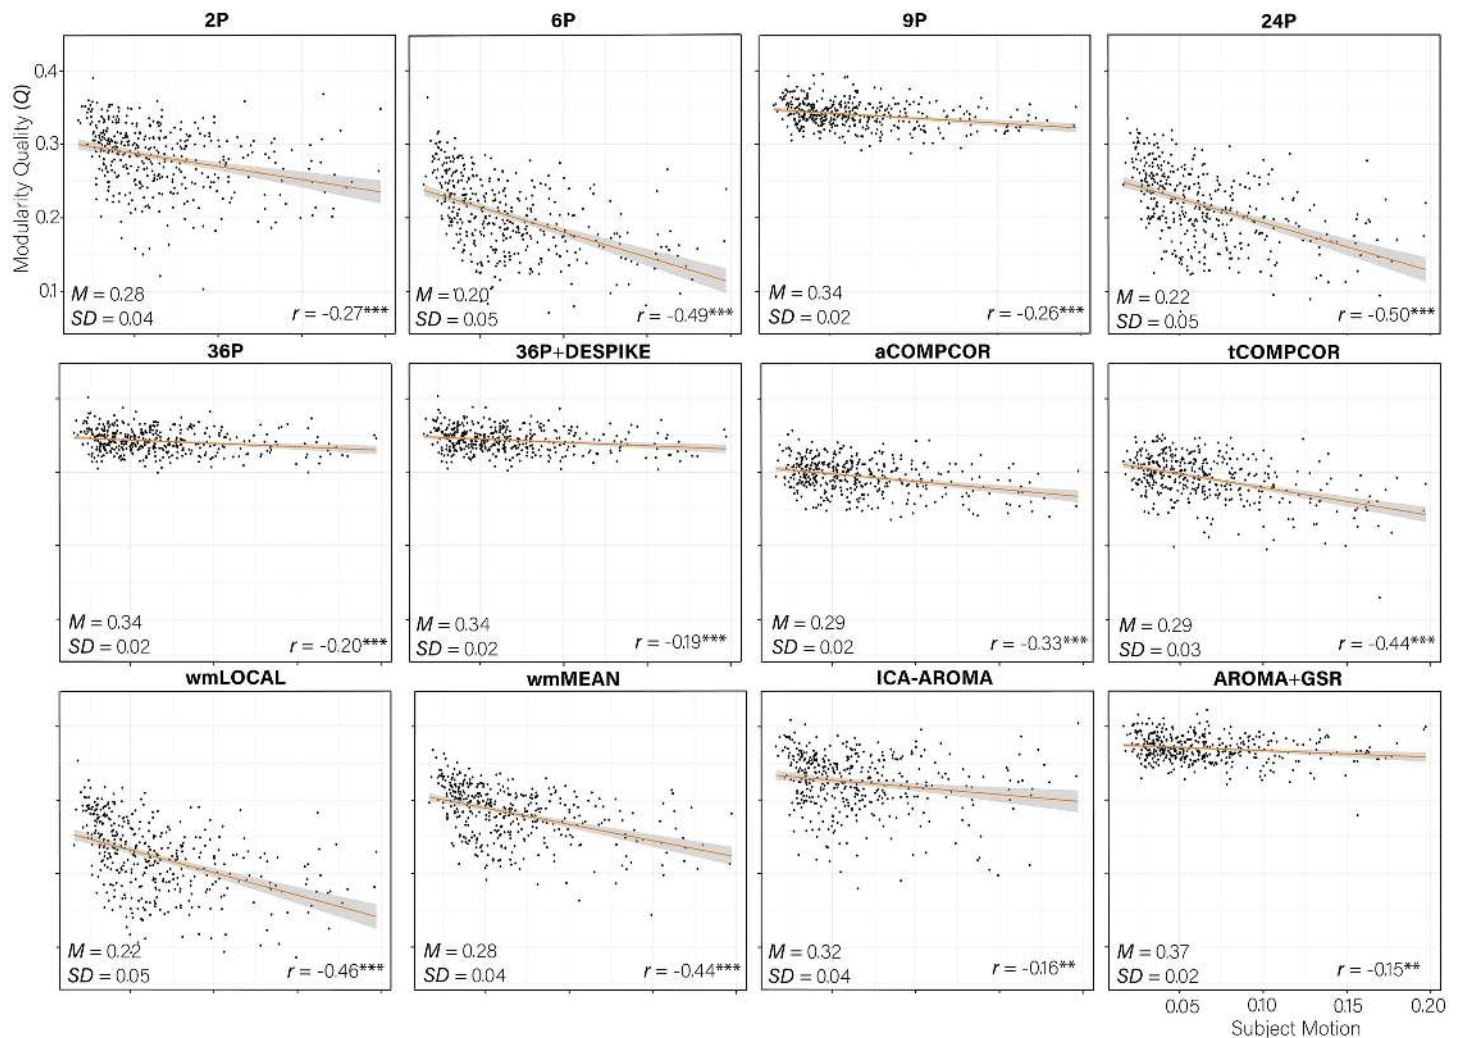 2P 6P 9P 24P
Modularity Quality (Q)
0.4
0.3
0.2
0.1
M = 0.28
SD = 0.04
r = -0.27***
M = 0.20
SD = 0.05
r = -0.49***
M = 0.34
SD = 0.02
r = -0.26***
M = 0.22
SD = 0.05
r = -0.50***
36P 36P+DESPIKE aCOMPCOR tCOMPCOR
M = 0.34
SD = 0.02
r = -0.20***
M = 0.34
SD = 0.02
r = -0.19***
M = 0.29
SD = 0.02
r = -0.33***
M = 0.29
SD = 0.03
r = -0.44***
wmLOCAL wmMEAN ICA-AROMA AROMA+GSR
M = 0.22
SD = 0.05
r = -0.46***
M = 0.28
SD = 0.04
r = -0.44***
M = 0.32
SD = 0.04
r = -0.16**
M = 0.37
SD = 0.02
r = -0.15**
0.05 0.10 0.15 0.20
Subject Motion